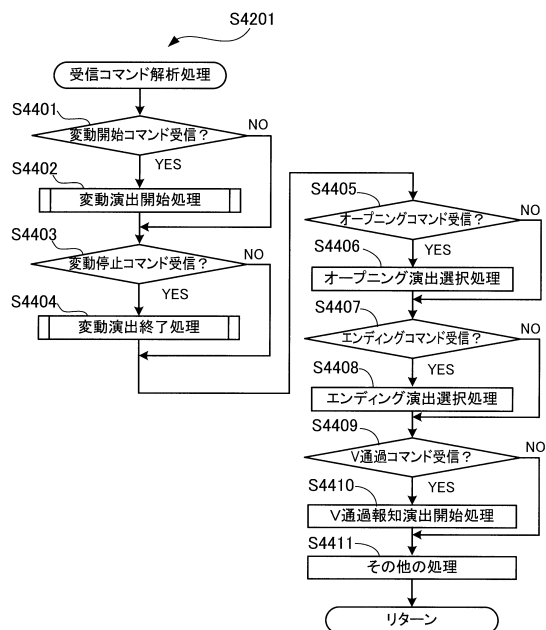 S4201
受信コマンド解析処理
S4401
変動開始コマンド受信？
NO
YES
S4402
変動演出開始処理
S4403
変動停止コマンド受信？
NO
YES
S4404
変動演出終了処理
S4405
オープニングコマンド受信？
NO
YES
S4406
オープニング演出選択処理
S4407
エンディングコマンド受信？
NO
YES
S4408
エンディング演出選択処理
S4409
V通過コマンド受信？
NO
YES
S4410
V通過報知演出開始処理
S4411
その他の処理
リターン